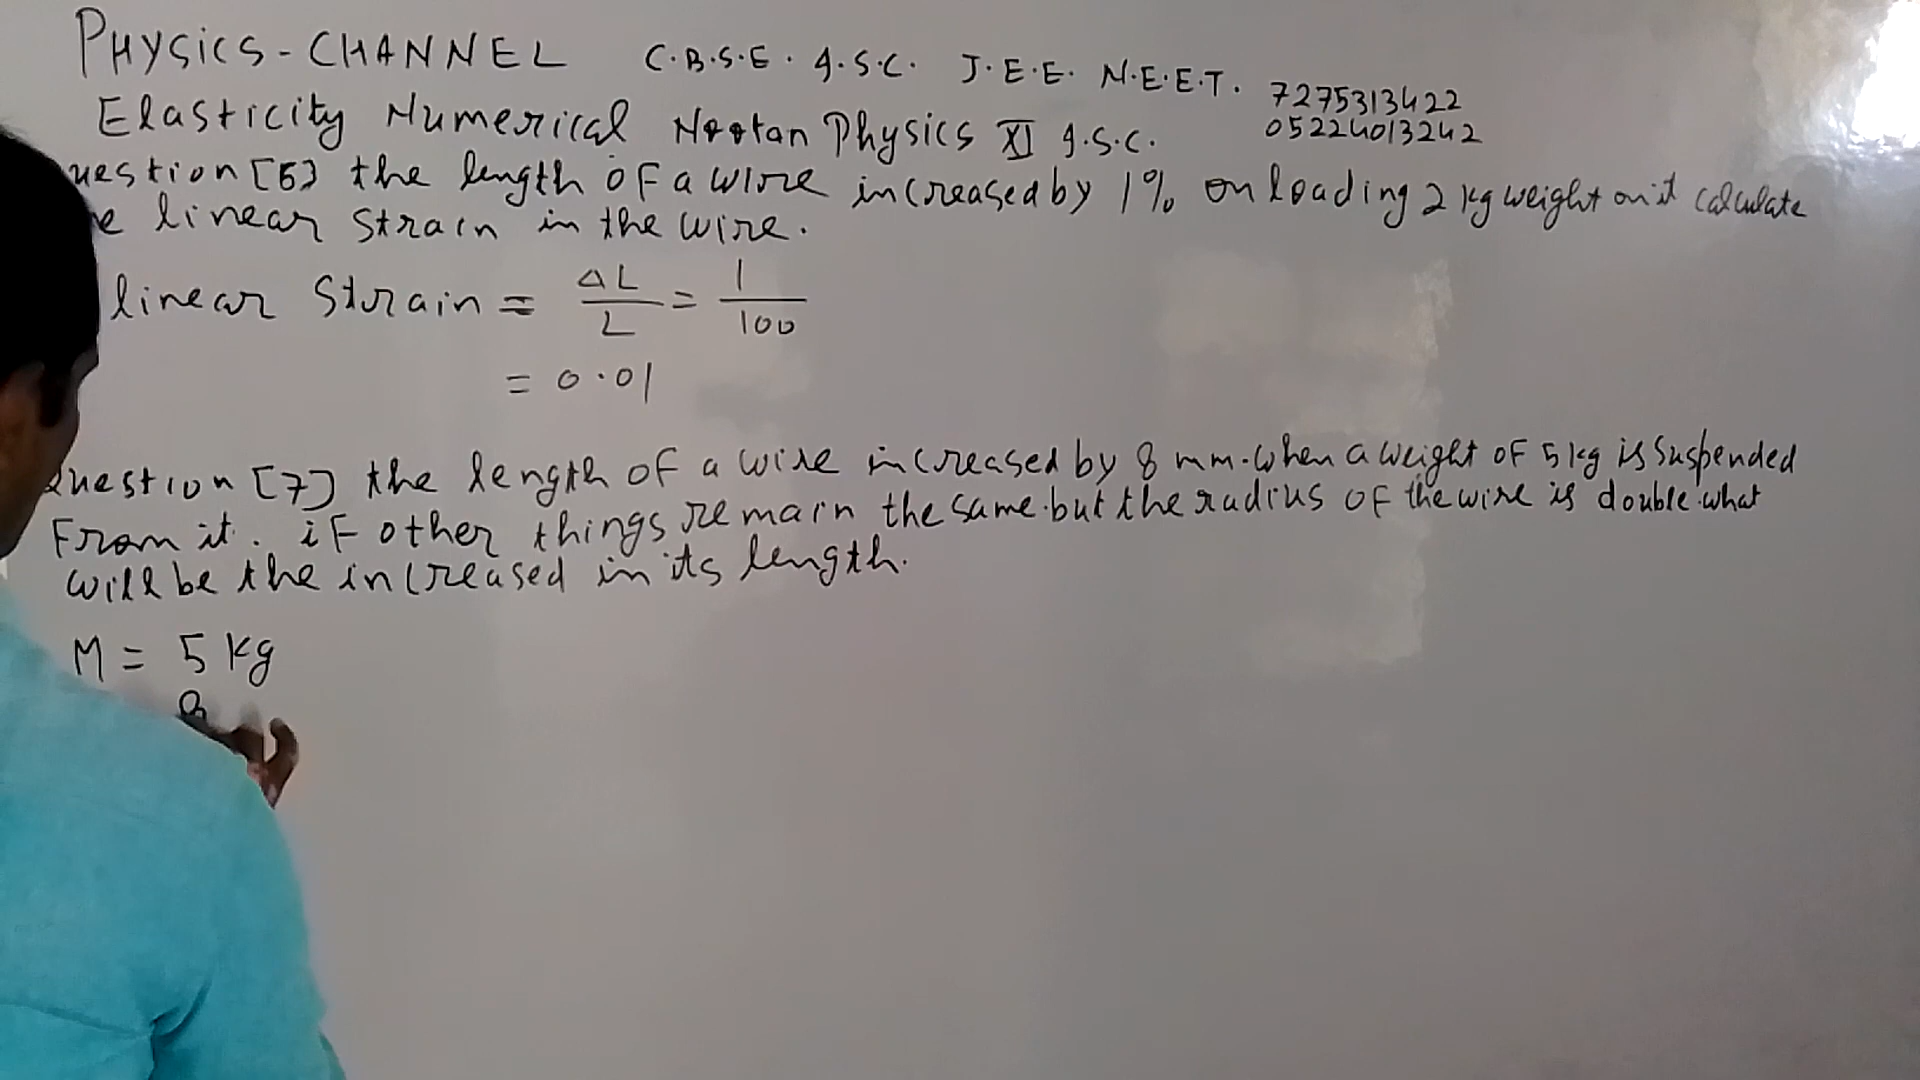 PHYSICS-CHANNEL C.B.S.E. I.S.C. J.E.E. N.E.E.T. 7275313422
05224013242
Elasticity Numerical Nootan Physics XI I.S.C.
uestion [6] the length of a wire increased by 1% on loading 2 kg weight on it calculate
e linear strain in the wire.
linear Strain = ΔL/L = 1/100
= 0.01
Question [7] the length of a wire increased by 8 mm. when a weight of 5 kg is suspended
From it. if other things remain the same. but the radius of the wire is double. what
will be the increased in its length.
M = 5 kg